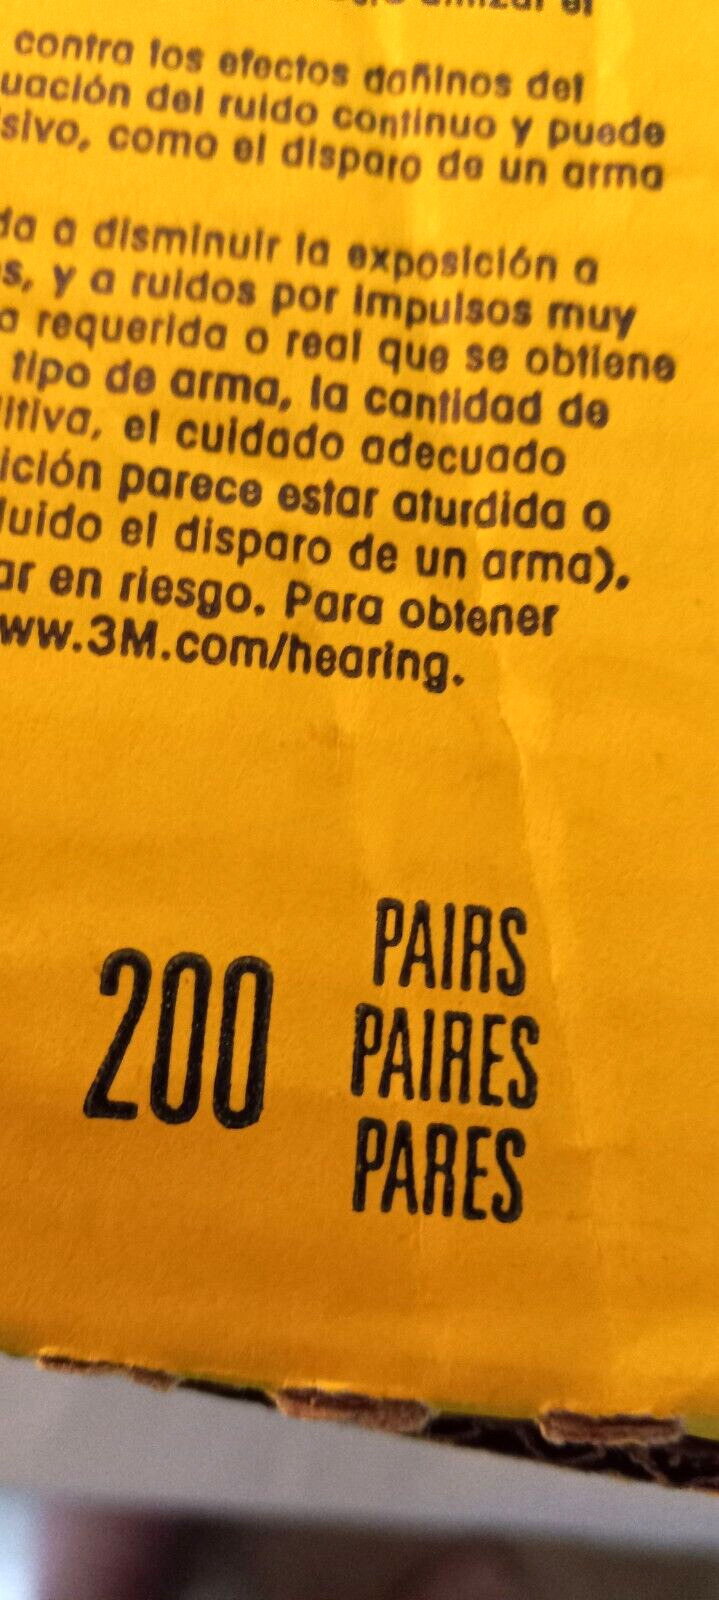 el
contra los efectos dañinos del
uación del ruido continuo y puede
sivo, como el disparo de un arma
da a disminuir la exposición a
s, y a ruidos por impulsos muy
a requerida o real que se obtiene
tipo de arma, la cantidad de
itiva, el cuidado adecuado
ición parece estar aturdida o
luido el disparo de un arma).
ar en riesgo. Para obtener
ww.3M.com/hearing.
200
PAIRS
PAIRES
PARES